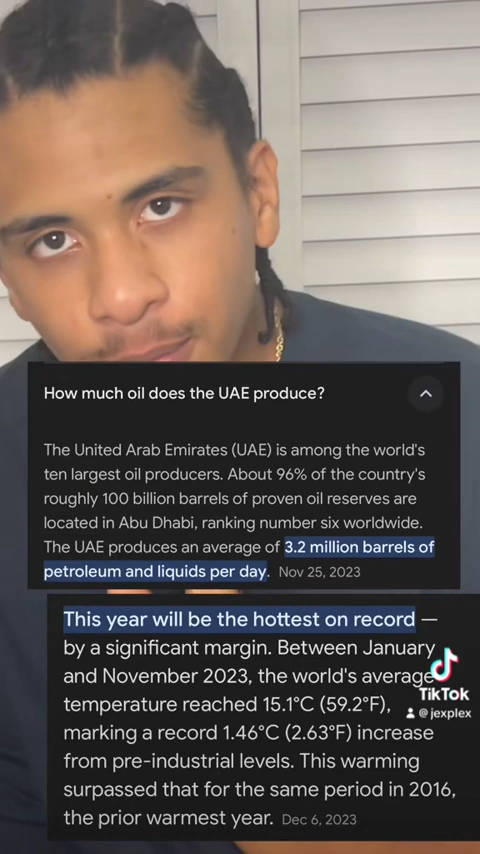 How much oil does the UAE produce?
The United Arab Emirates (UAE) is among the world's
ten largest oil producers. About 96% of the country's
roughly 100 billion barrels of proven oil reserves are
located in Abu Dhabi, ranking number six worldwide.
The UAE produces an average of 3.2 million barrels of
petroleum and liquids per day. Nov 25, 2023
This year will be the hottest on record —
by a significant margin. Between January
and November 2023, the world's average
temperature reached 15.1°C (59.2°F),
marking a record 1.46°C (2.63°F) increase
from pre-industrial levels. This warming
surpassed that for the same period in 2016,
the prior warmest year. Dec 6, 2023
TikTok
@jexplex